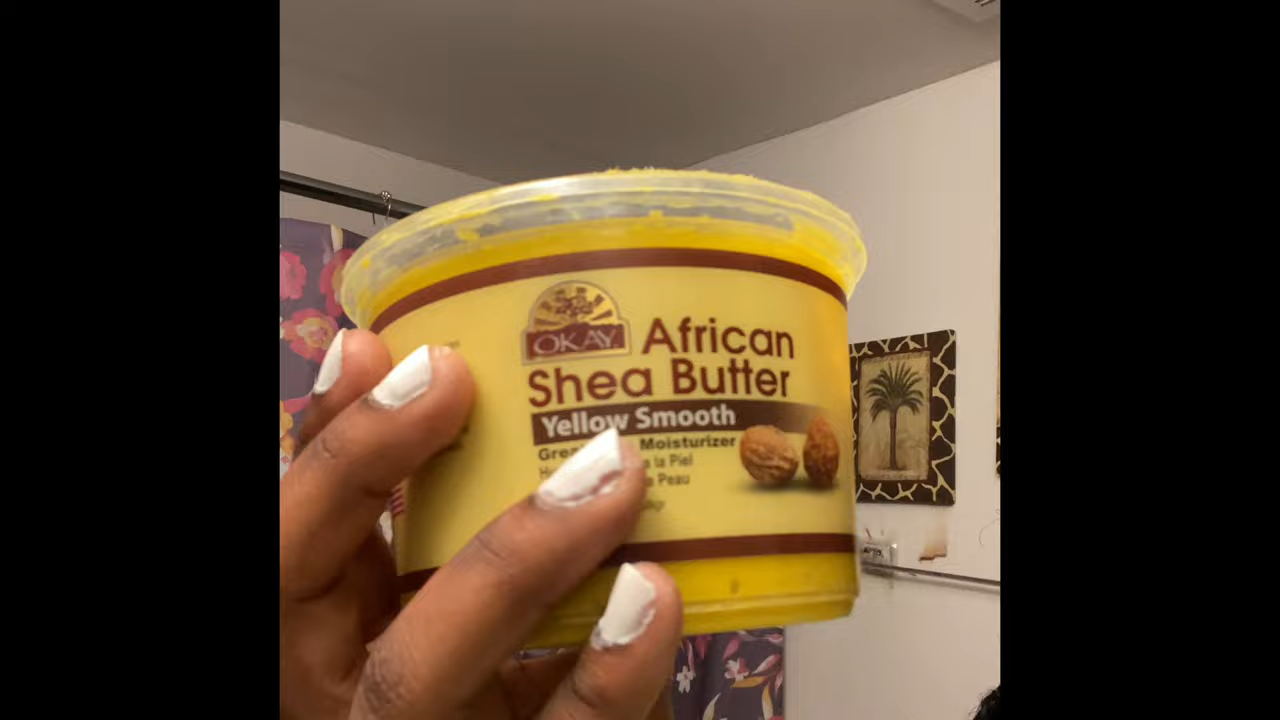 OKAY
African
Shea Butter
Yellow Smooth
Moisturizer
la Piel
Peau